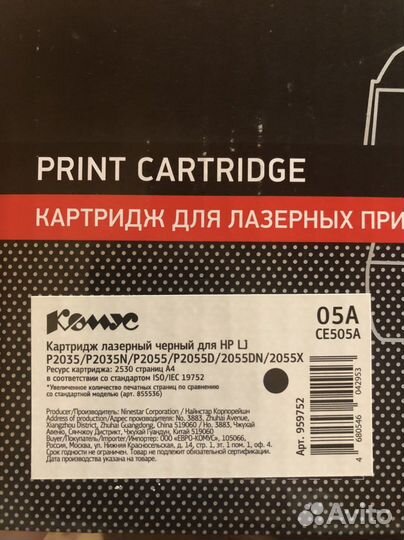 PRINT CARTRIDGE
КАРТРИДЖ ДЛЯ ЛАЗЕРНЫХ ПРИ
Комус
05A
CE505A
Картридж лазерный черный для HP LJ
P2035/P2035N/P2055/P2055D/2055DN/2055X
Ресурс картриджа: 2530 страниц А4
в соответствии со стандартом ISO/IEC 19752
*Увеличенное количество печатных страниц по сравнению
со стандартной моделью (арт. 855536)
Producer/Производитель: Ninestar Corporation / Найнстар Корпорейшн
Address of production/Адрес производства: No. 3883, Zhuhai Avenue,
Xiangzhou District, Zhuhai, Guangdong, China / No. 3883, Чжухай
Авеню, Сянчжоу Дистрикт, Чжухай Гуандун, Китай 519060
Buyer/Покупатель/Importer/Импортер: ООО «ЕВРО-КОМУС», 105066,
Россия, Москва, ул. Нижняя Красносельская, д. 35, стр. 9, эт. 1 пом. 1, оф. 4.
Срок годности не ограничен. Товар не подлежит обязательной сертификации.
Дата производства указана на товаре.
Арт. 959752
4 680546 042953
Avito